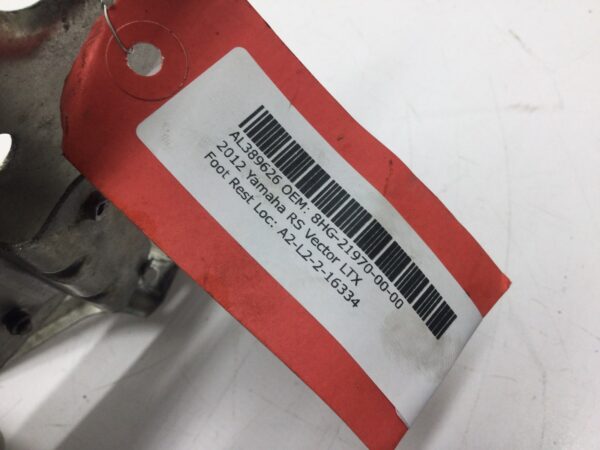 AL389626 OEM: 8HG-21970-00-00
2012 Yamaha RS Vector LTX
Foot Rest Loc: A2-L2-2-16334